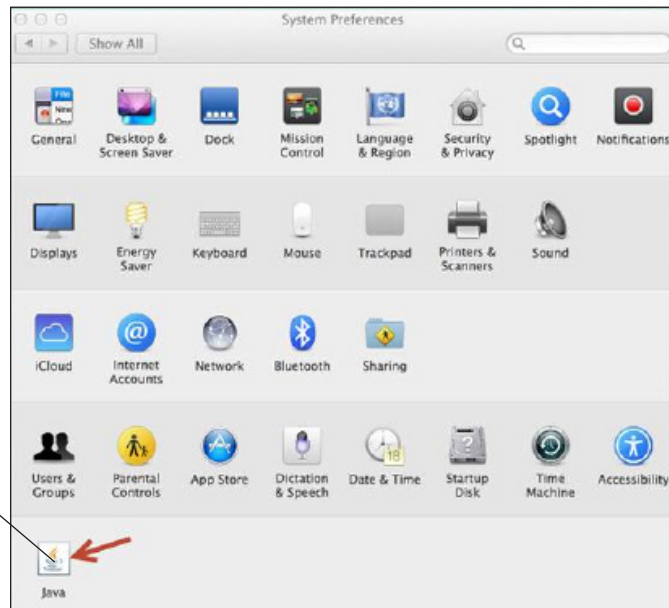 System Preferences
Show All
General
Desktop &
Screen Saver
Dock
Mission
Control
Language
& Region
Security
& Privacy
Spotlight
Notifications
Displays
Energy
Saver
Keyboard
Mouse
Trackpad
Printers &
Scanners
Sound
iCloud
Internet
Accounts
Network
Bluetooth
Sharing
Users &
Groups
Parental
Controls
App Store
Dictation
& Speech
Date & Time
18
Startup
Disk
Time
Machine
Accessibility
Java